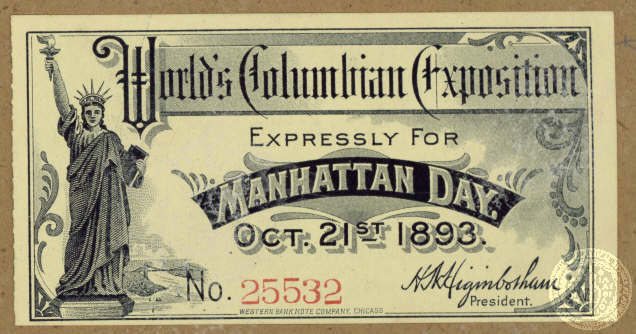 World's Columbian Exposition
EXPRESSLY FOR
MANHATTAN DAY.
OCT. 21ST 1893.
No. 25532
H.N. Higinbotham
President.
WESTERN BANK NOTE COMPANY, CHICAGO.